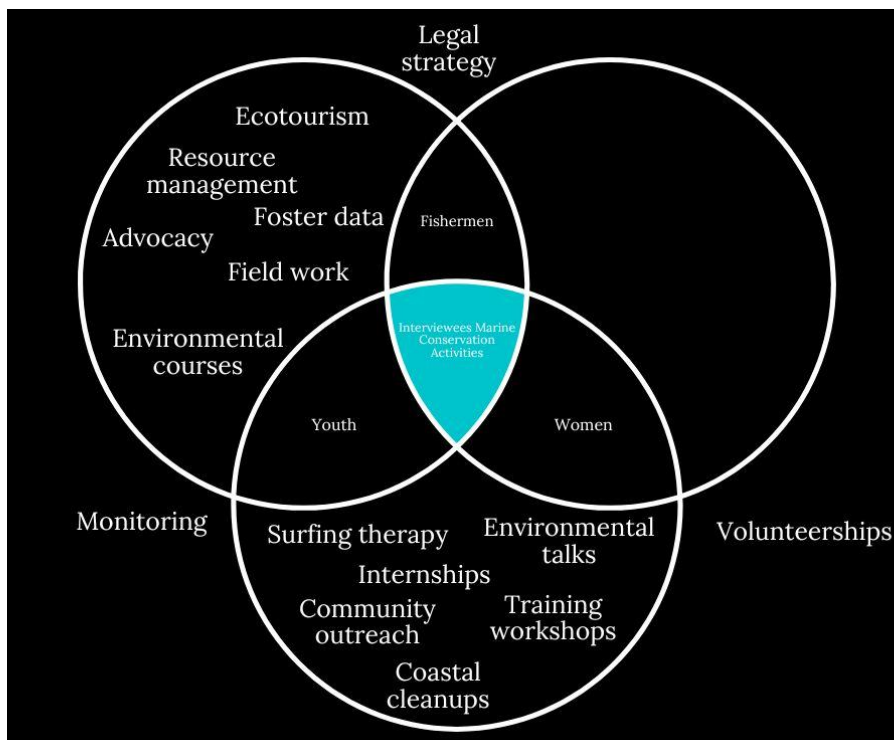 Legal
strategy
Ecotourism
Resource
management
Foster data
Fishermen
Advocacy
Field work
Interviewees Marine
Conservation
Activities
Environmental
courses
Youth
Women
Monitoring
Surfing therapy
Environmental
talks
Volunteerships
Internships
Community
outreach
Training
workshops
Coastal
cleanups